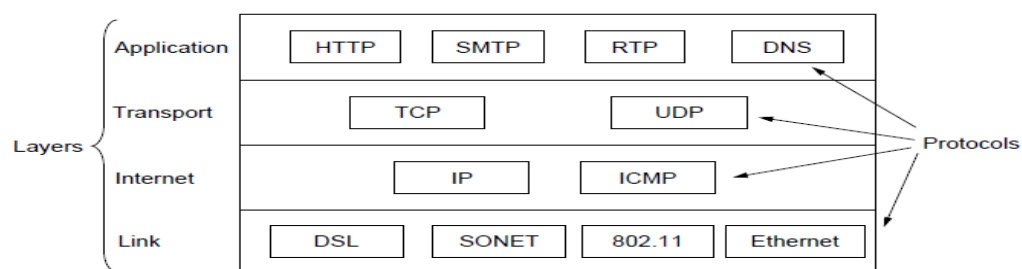 Application HTTP SMTP RTP DNS
Transport TCP UDP
Layers Protocols
Internet IP ICMP
Link DSL SONET 802.11 Ethernet